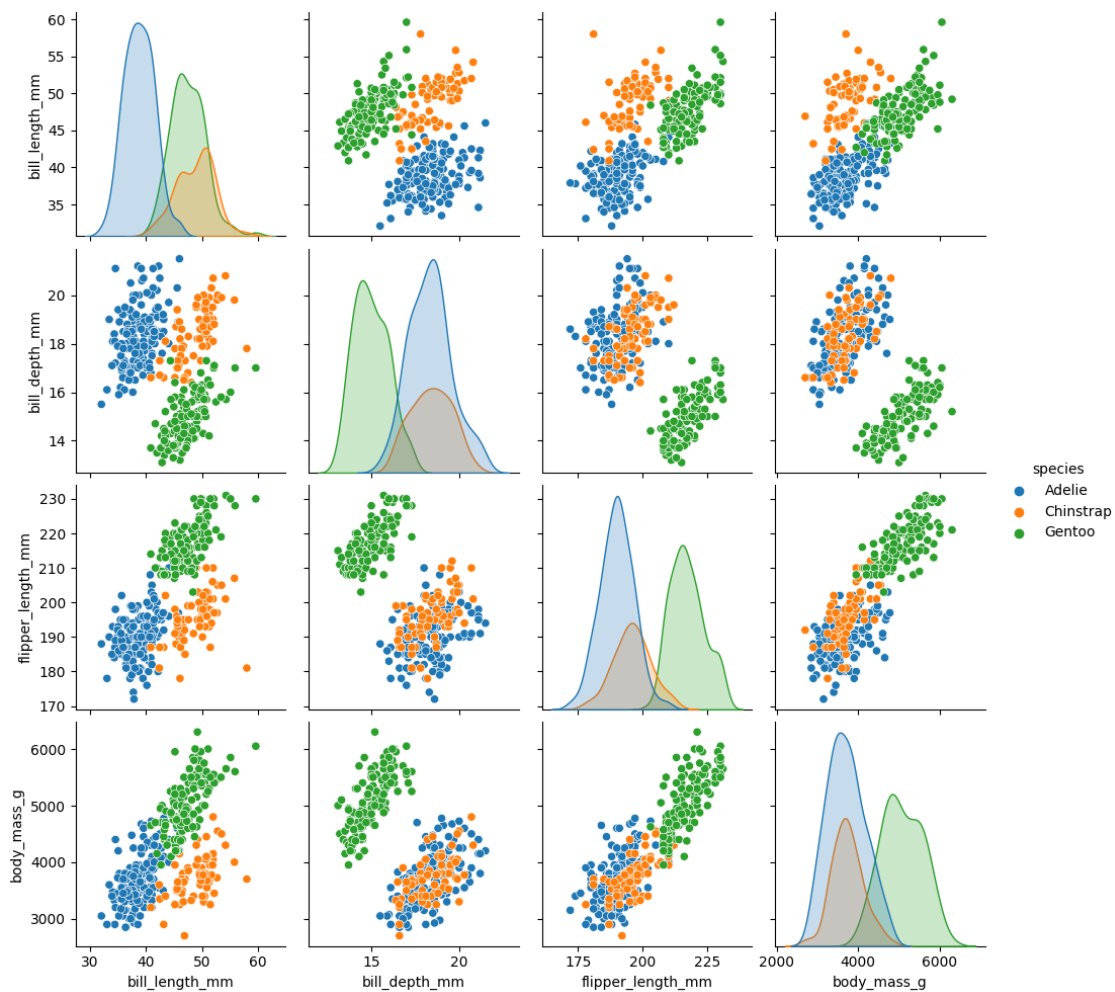 60
55
50
45
40
35
bill_length_mm
20
18
16
14
bill_depth_mm
230
220
210
200
190
180
170
flipper_length_mm
6000
5000
4000
3000
body_mass_g
30 40 50 60
bill_length_mm
15 20
bill_depth_mm
175 200 225
flipper_length_mm
2000 4000 6000
body_mass_g
species
Adelie
Chinstrap
Gentoo